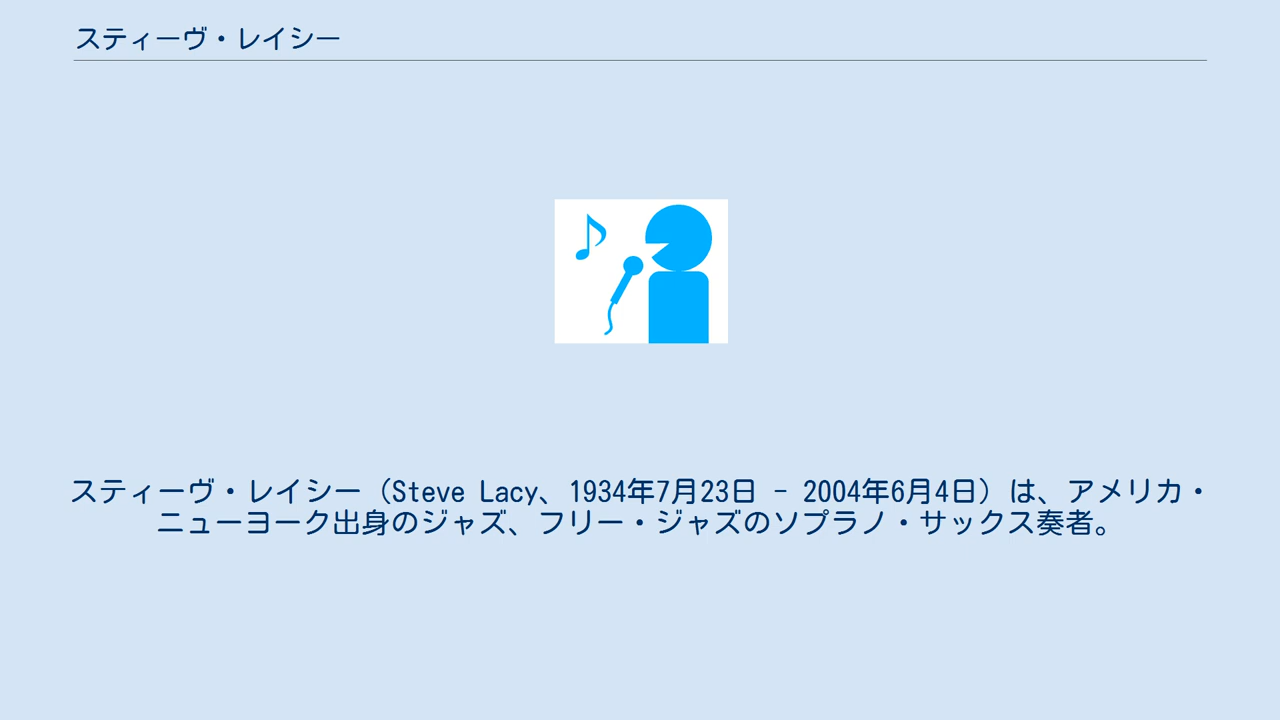 スティーヴ・レイシー
スティーヴ・レイシー（Steve Lacy、1934年7月23日 - 2004年6月4日）は、アメリカ・
ニューヨーク出身のジャズ、フリー・ジャズのソプラノ・サックス奏者。